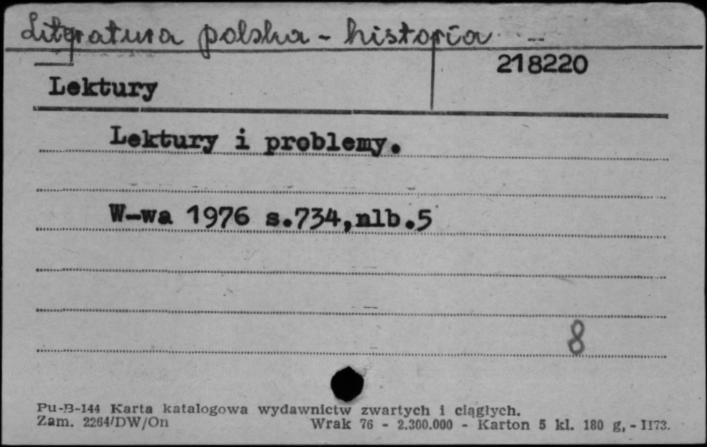 Literatura polska - historia
218220
Lektury
Lektury i problemy.
W-wa 1976 s.734,nlb.5
8
Pu-B-144 Karta katalogowa wydawnictw zwartych i ciągłych.
Zam. 2264/DW/On Wrak 76 - 2.300.000 - Karton 5 kl. 180 g, - 1173.